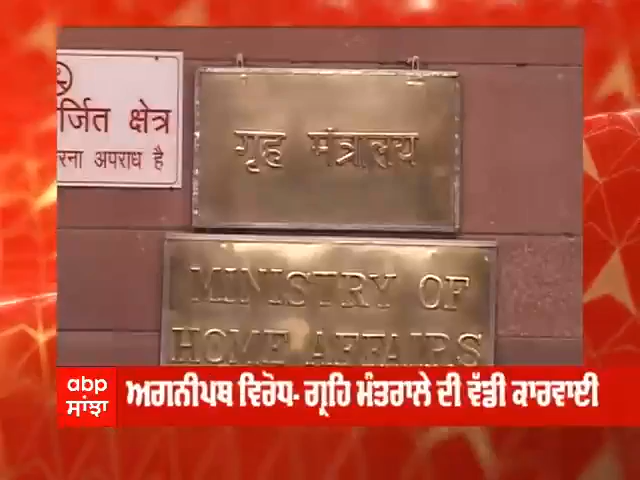 र्जित क्षेत्र
रना अपराध है
गृह मंत्रालय
MINISTRY OF
HOME AFFAIRS
abp
ਸਾਂਝਾ
ਅਗਨੀਪਥ ਵਿਰੋਧ- ਗ੍ਰਹਿ ਮੰਤਰਾਲੇ ਦੀ ਵੱਡੀ ਕਾਰਵਾਈ